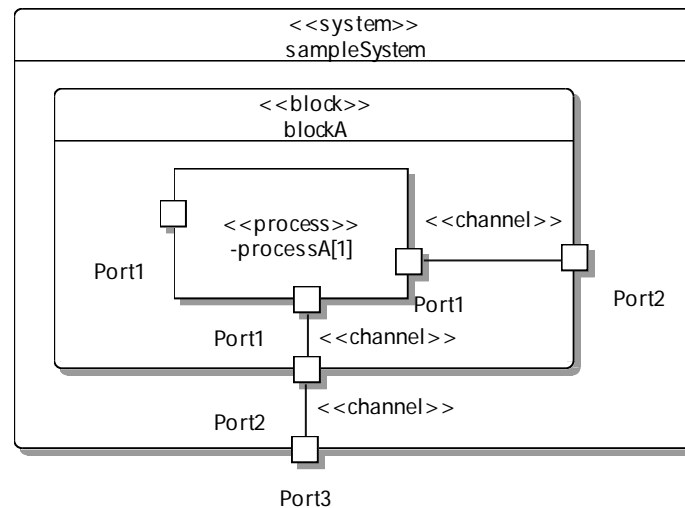 <<system>>
sampleSystem
<<block>>
blockA
<<process>>
-processA[1]
<<channel>>
Port1
Port1
Port2
Port1
<<channel>>
<<channel>>
Port2
Port3